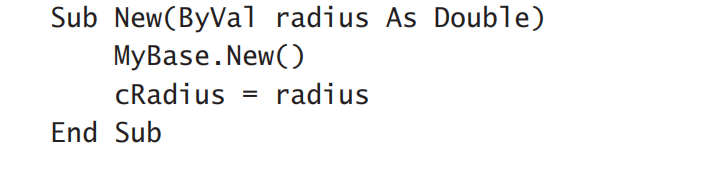 Sub New(ByVal radius As Double)
    MyBase.New()
    cRadius = radius
End Sub